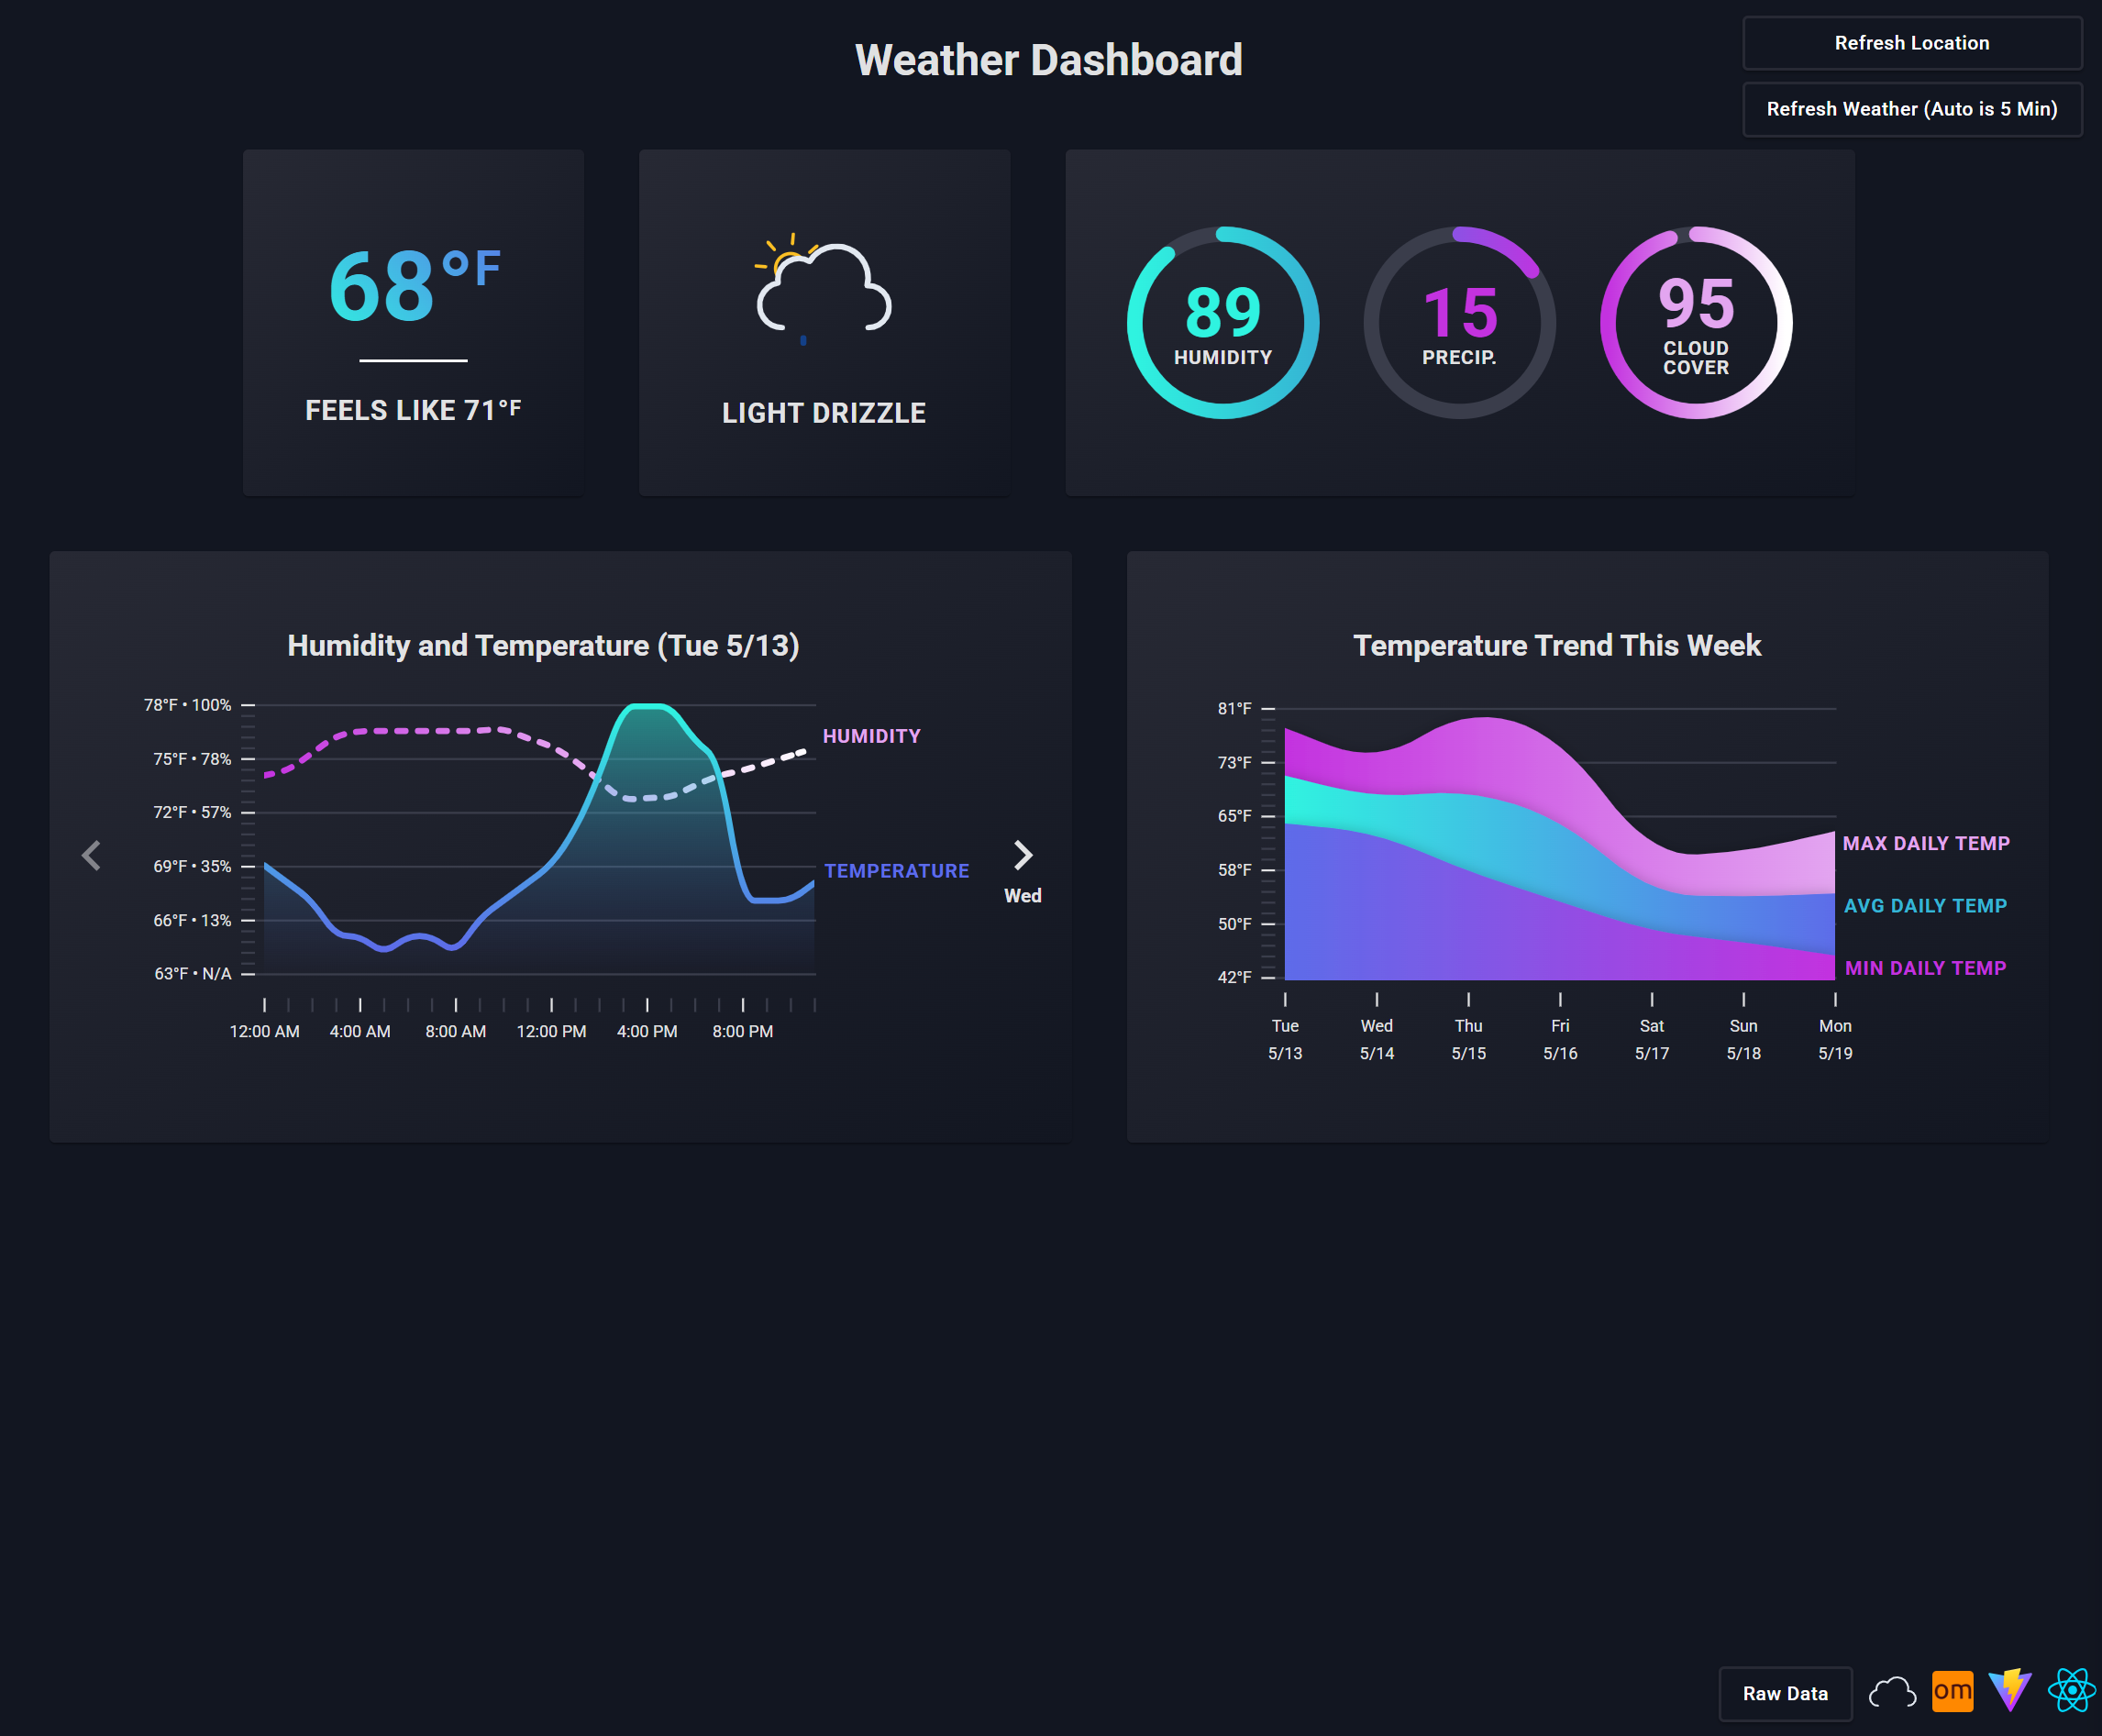 Weather Dashboard
Refresh Location
Refresh Weather (Auto is 5 Min)
68°F
FEELS LIKE 71°F
LIGHT DRIZZLE
89
HUMIDITY
15
PRECIP.
95
CLOUD
COVER
Humidity and Temperature (Tue 5/13)
78°F • 100%
75°F • 78%
72°F • 57%
69°F • 35%
66°F • 13%
63°F • N/A
HUMIDITY
TEMPERATURE
Wed
12:00 AM 4:00 AM 8:00 AM 12:00 PM 4:00 PM 8:00 PM
Temperature Trend This Week
81°F
73°F
65°F
58°F
50°F
42°F
MAX DAILY TEMP
AVG DAILY TEMP
MIN DAILY TEMP
Tue Wed Thu Fri Sat Sun Mon
5/13 5/14 5/15 5/16 5/17 5/18 5/19
Raw Data
om